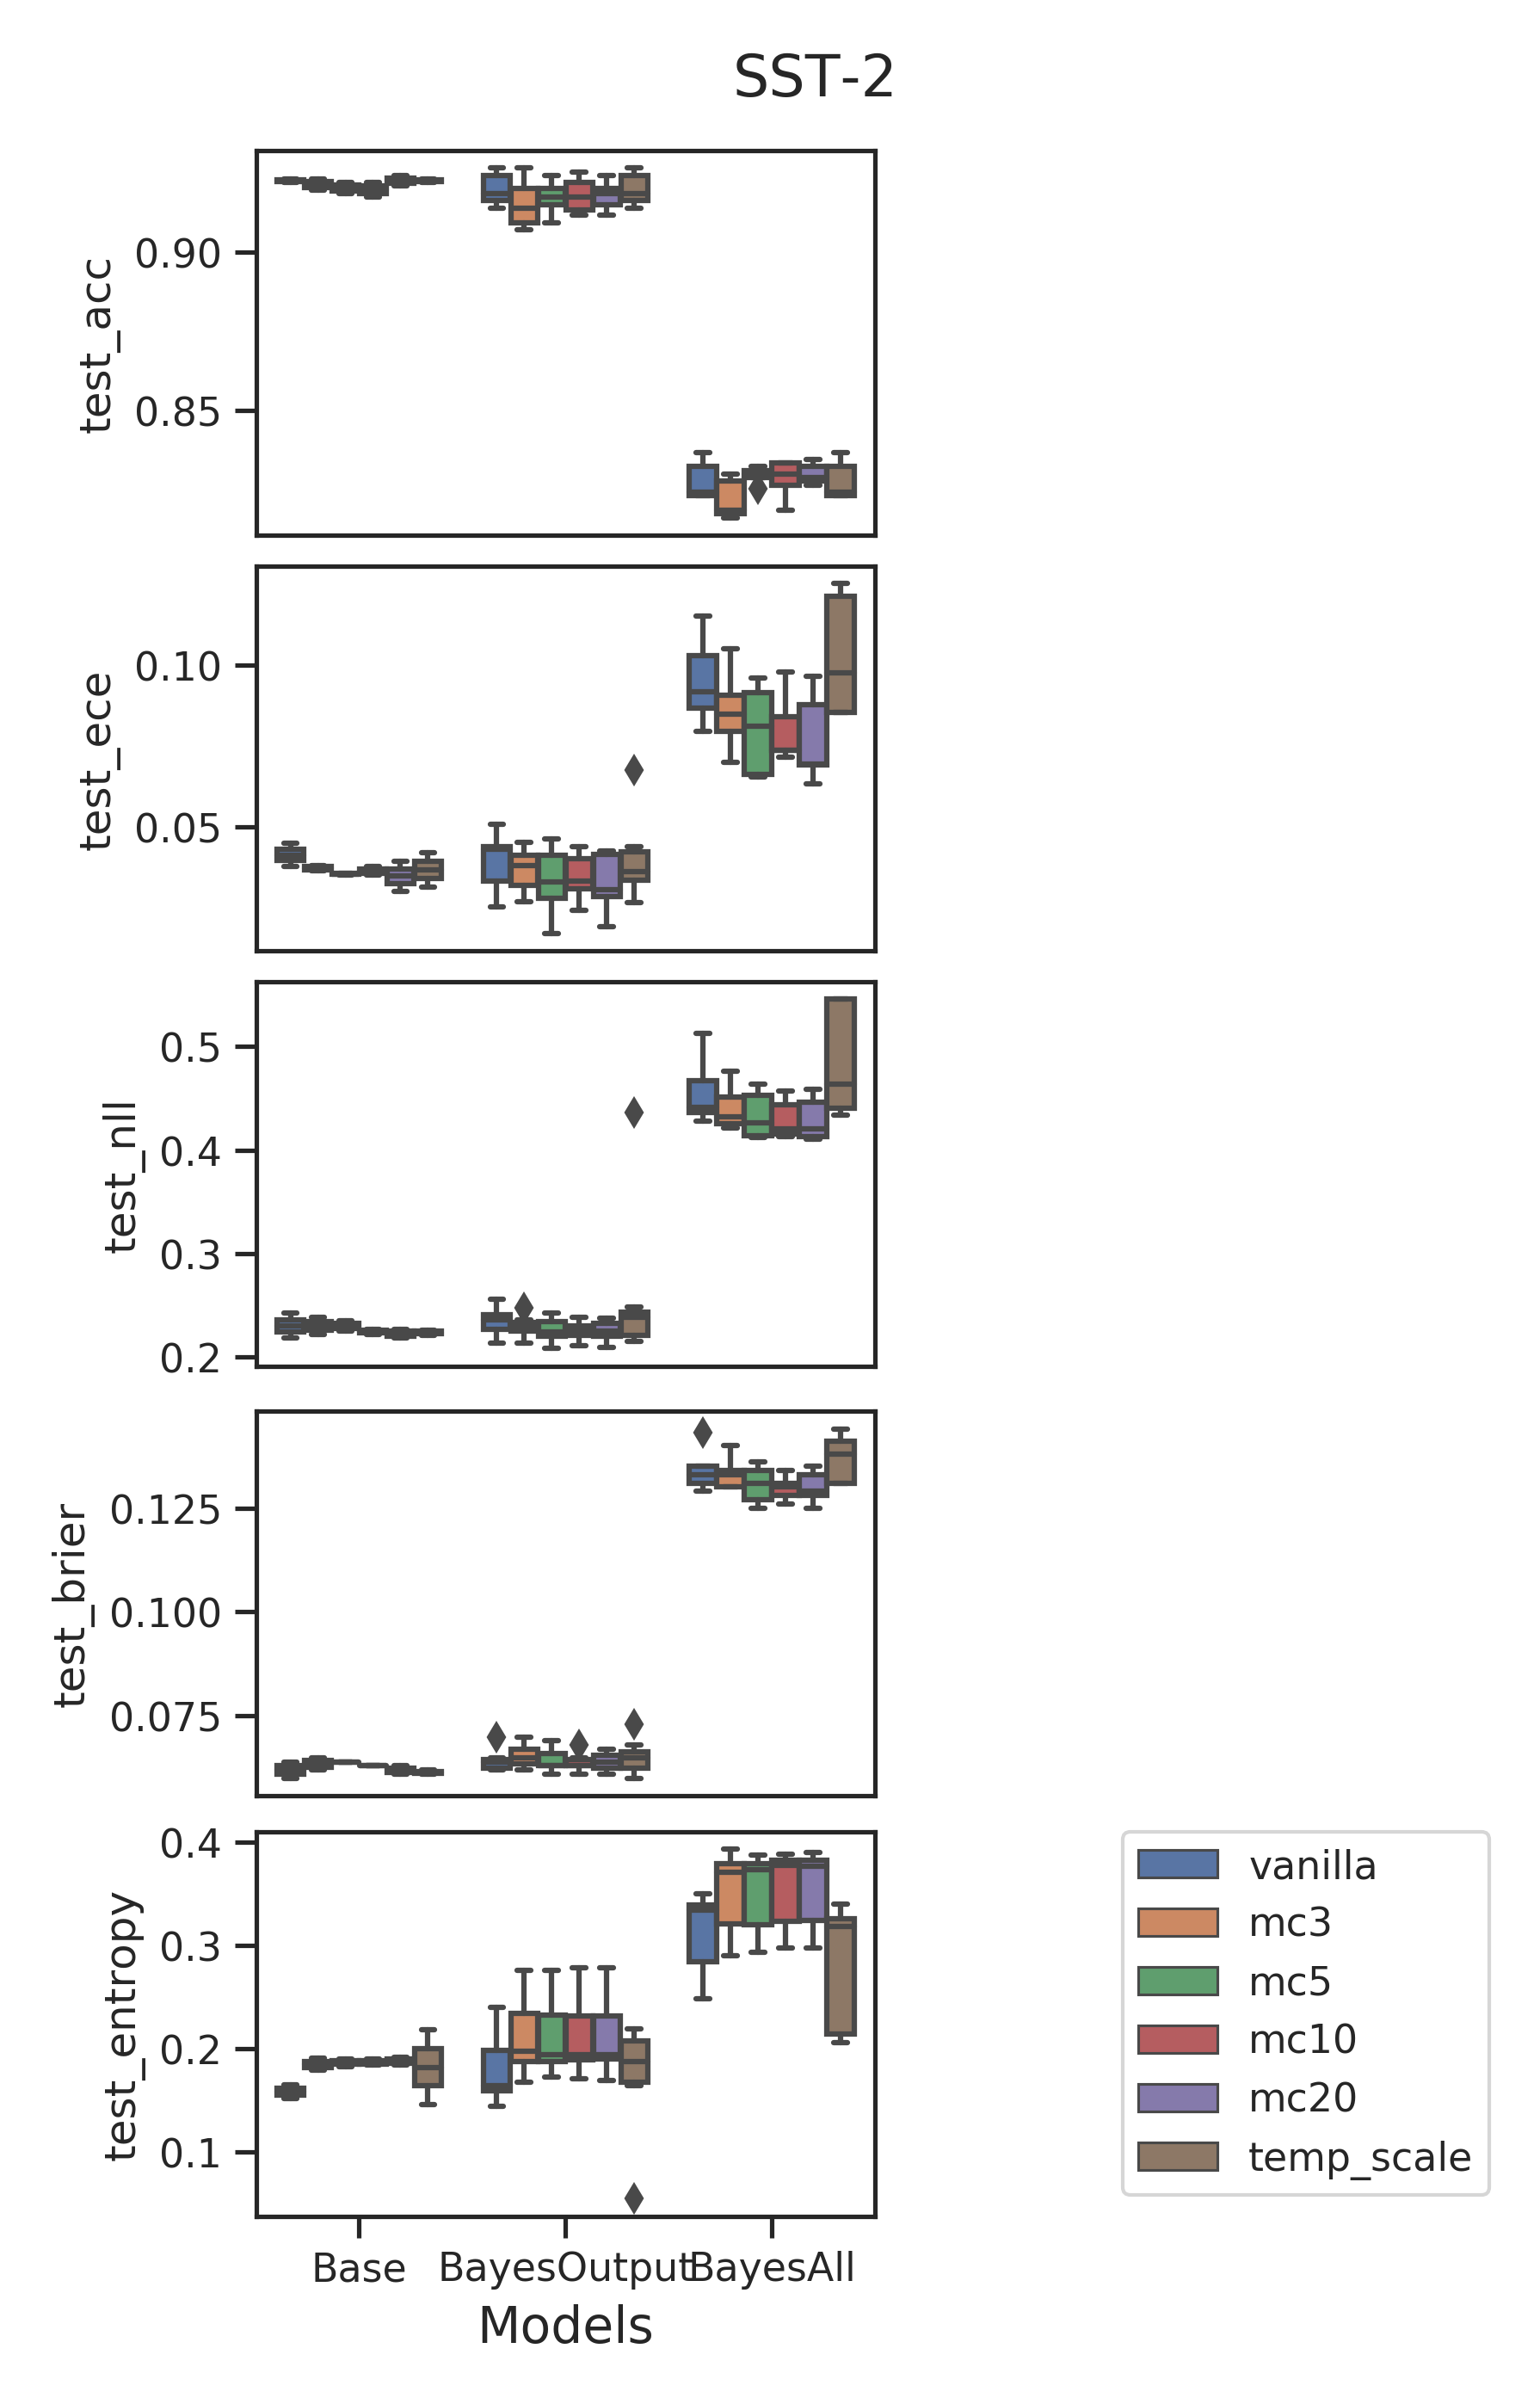 SST-2
test_acc
0.90
0.85
test_ece
0.10
0.05
test_nll
0.5
0.4
0.3
0.2
test_brier
0.125
0.100
0.075
test_entropy
0.4
0.3
0.2
0.1
Base
BayesOutput
BayesAll
Models
vanilla
mc3
mc5
mc10
mc20
temp_scale